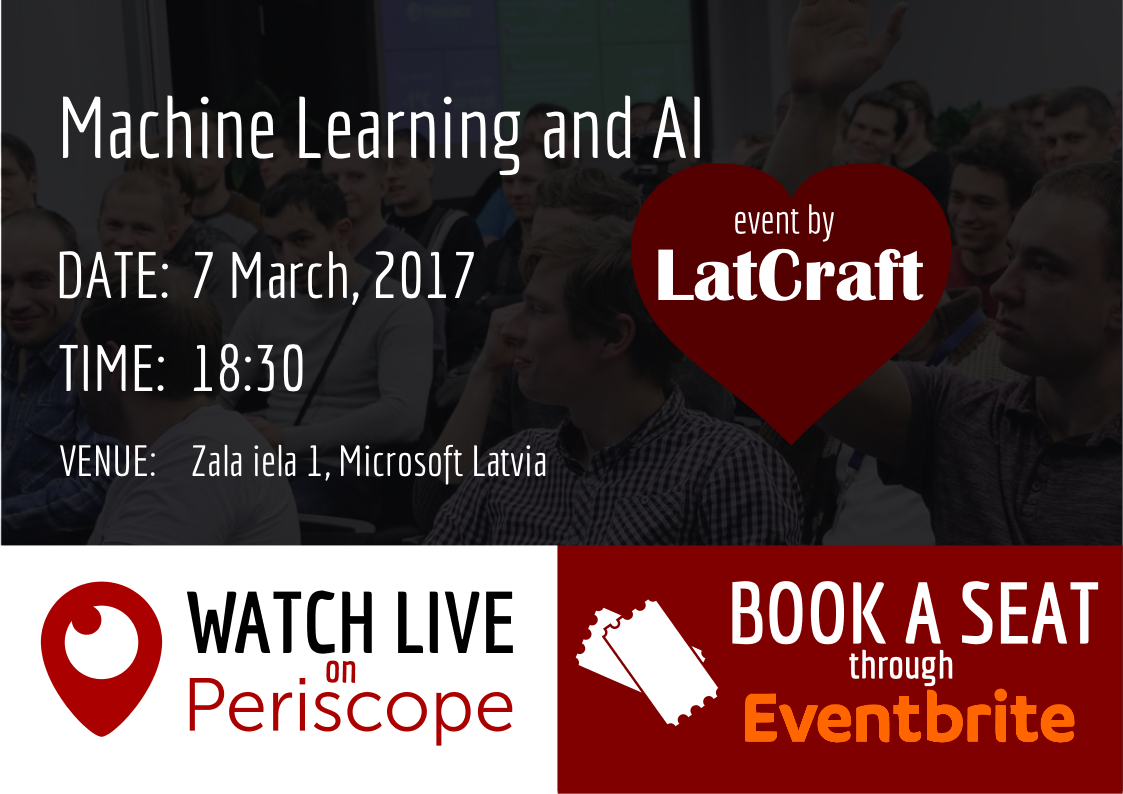 Machine Learning and AI
event by
LatCraft
DATE: 7 March, 2017
TIME: 18:30
VENUE: Zala iela 1, Microsoft Latvia
WATCH LIVE
on
Periscope
BOOK A SEAT
through
Eventbrite